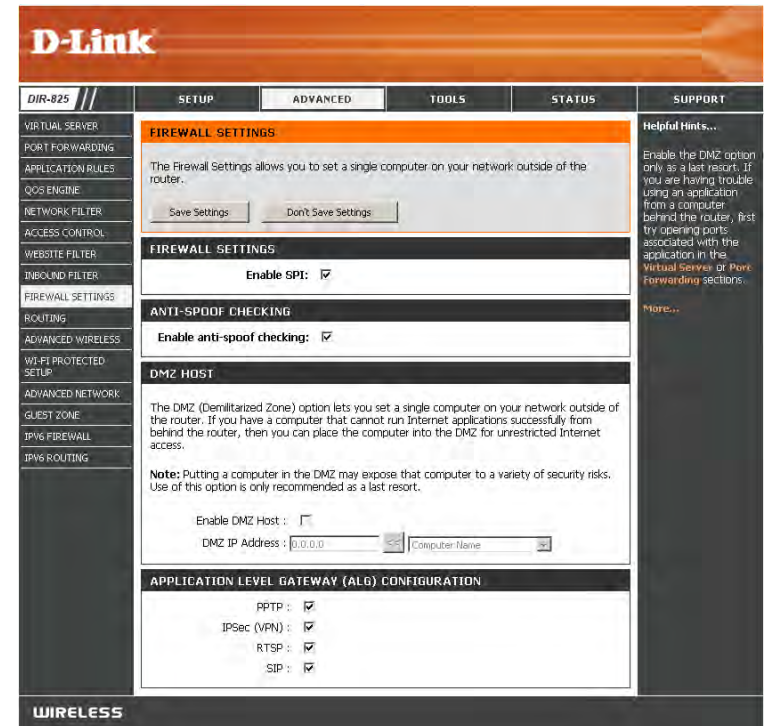 D-Link
DIR-825
SETUP
ADVANCED
TOOLS
STATUS
SUPPORT
VIRTUAL SERVER
PORT FORWARDING
APPLICATION RULES
QOS ENGINE
NETWORK FILTER
ACCESS CONTROL
WEBSITE FILTER
INBOUND FILTER
FIREWALL SETTINGS
ROUTING
ADVANCED WIRELESS
WI-FI PROTECTED
SETUP
ADVANCED NETWORK
GUEST ZONE
IPV6 FIREWALL
IPV6 ROUTING
FIREWALL SETTINGS
The Firewall Settings allows you to set a single computer on your network outside of the
router.
Save Settings
Don't Save Settings
FIREWALL SETTINGS
Enable SPI:
ANTI-SPOOF CHECKING
Enable anti-spoof checking:
DMZ HOST
The DMZ (Demilitarized Zone) option lets you set a single computer on your network outside of
the router. If you have a computer that cannot run Internet applications successfully from
behind the router, then you can place the computer into the DMZ for unrestricted Internet
access.
Note: Putting a computer in the DMZ may expose that computer to a variety of security risks.
Use of this option is only recommended as a last resort.
Enable DMZ Host :
DMZ IP Address : 0.0.0.0 << Computer Name
APPLICATION LEVEL GATEWAY (ALG) CONFIGURATION
PPTP :
IPSec (VPN) :
RTSP :
SIP :
Helpful Hints...
Enable the DMZ option
only as a last resort. If
you are having trouble
using an application
from a computer
behind the router, first
try opening ports
associated with the
application in the
Virtual Server or Port
Forwarding sections.
More...
WIRELESS